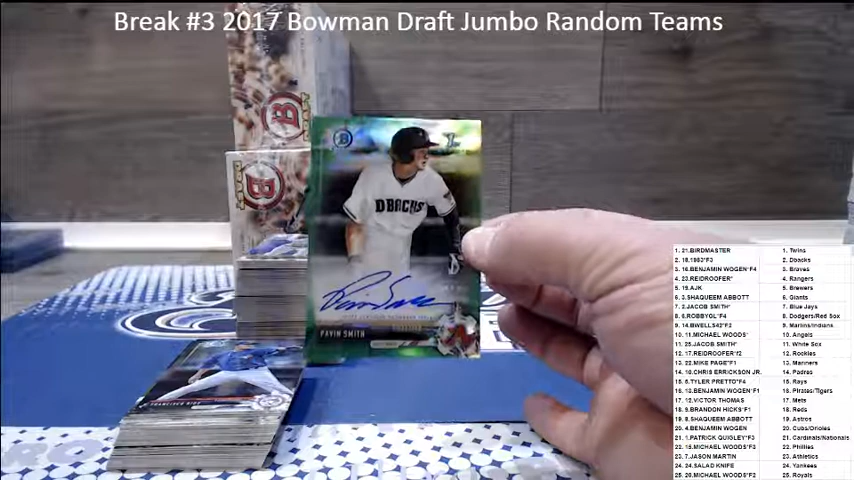 Break #3 2017 Bowman Draft Jumbo Random Teams
DBACKS
PAVIN SMITH
1. 21.BIRDMASTER 1. Twins
2. 18.1983*F3 2. Dbacks
3. 16.BENJAMIN WOGEN*F4 3. Braves
4. 23.REIDROOFER* 4. Rangers
5. 19.AJK 5. Brewers
6. 3.SHAQUEEM ABBOTT 6. Giants
7. 2.JACOB SMITH* 7. Blue Jays
8. 6.ROBBYOL*F4 8. Dodgers/Red Sox
9. 14.BWELLS42*F2 9. Marlins/Indians
10. 11.MICHAEL WOODS* 10. Angels
11. 25.JACOB SMITH* 11. White Sox
12. 17.REIDROOFER*f2 12. Rockies
13. 22.MIKE PAGE*F1 13. Mariners
14. 10.CHRIS ERRICKSON JR. 14. Padres
15. 5.TYLER PRETTO*F4 15. Rays
16. 13.BENJAMIN WOGEN*F1 16. Pirates/Tigers
17. 12.VICTOR THOMAS 17. Mets
18. 9.BRANDON HICKS*F1 18. Reds
19. 8.SHAQUEEM ABBOTT 19. Astros
20. 4.BENJAMIN WOGEN 20. Cubs/Orioles
21. 1.PATRICK QUIGLEY*F3 21. Cardinals/Nationals
22. 15.MICHAEL WOODS*F3 22. Phillies
23. 7.JASON MARTIN 23. Athletics
24. 24.SALAD KNIFE 24. Yankees
25. 20.MICHAEL WOODS*F2 25. Royals